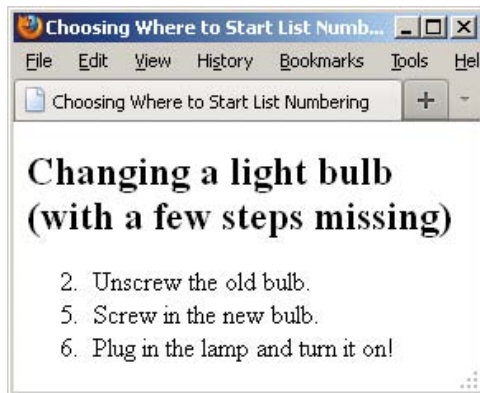 Choosing Where to Start List Numb...
File Edit View History Bookmarks Tools Hel
Choosing Where to Start List Numbering
Changing a light bulb
(with a few steps missing)
2. Unscrew the old bulb.
5. Screw in the new bulb.
6. Plug in the lamp and turn it on!